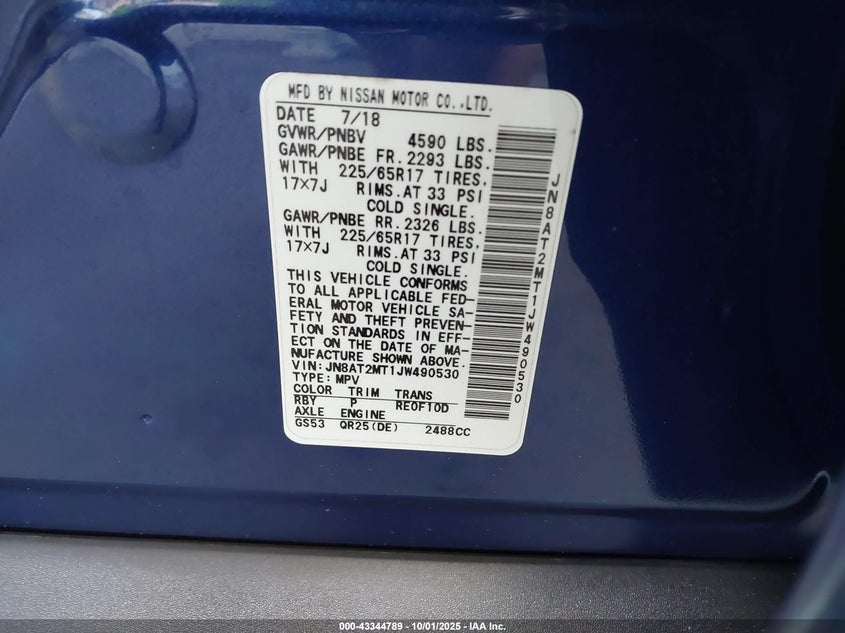 MFD BY NISSAN MOTOR CO.,LTD.
DATE 7/18
GVWR/PNBV 4590 LBS.
GAWR/PNBE FR. 2293 LBS.
WITH 225/65R17 TIRES,
17×7J RIMS.AT 33 PSI
COLD SINGLE.
GAWR/PNBE RR. 2326 LBS.
WITH 225/65R17 TIRES,
17×7J RIMS.AT 33 PSI
COLD SINGLE.
THIS VEHICLE CONFORMS
TO ALL APPLICABLE FED-
ERAL MOTOR VEHICLE SA-
FETY AND THEFT PREVEN-
TION STANDARDS IN EFF-
ECT ON THE DATE OF MA-
NUFACTURE SHOWN ABOVE.
VIN:JN8AT2MT1JW490530
TYPE:MPV
COLOR TRIM TRANS
RBY P RE0F10D
AXLE ENGINE
GS53 QR25(DE) 2488CC
JN8AT2MT1JW490530
000-43344789 • 10/01/2025 • IAA Inc.